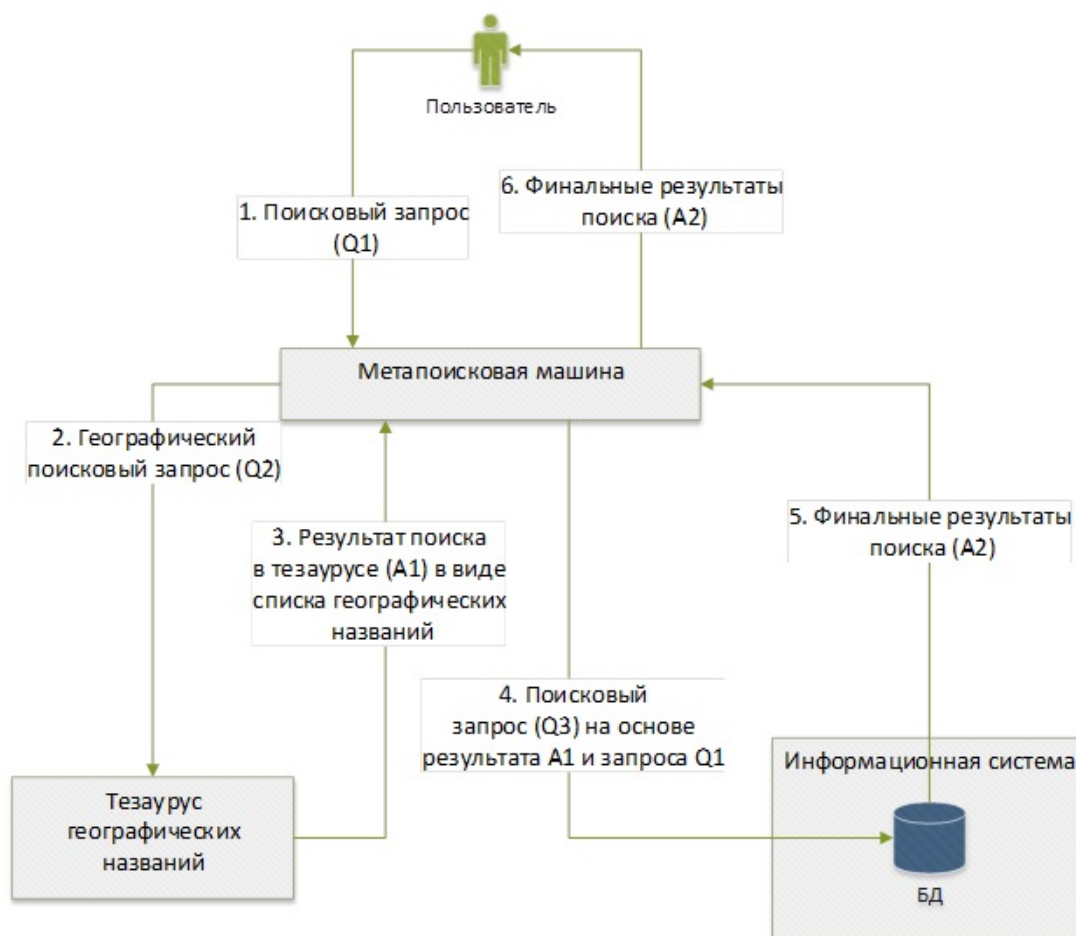 Пользователь
1. Поисковый запрос
(Q1)
6. Финальные результаты
поиска (A2)
Метапоисковая машина
2. Географический
поисковый запрос (Q2)
3. Результат поиска
в тезаурусе (A1) в виде
списка географических
названий
4. Поисковый
запрос (Q3) на основе
результата A1 и запроса Q1
5. Финальные результаты
поиска (A2)
Тезаурус
географических
названий
Информационная система
БД